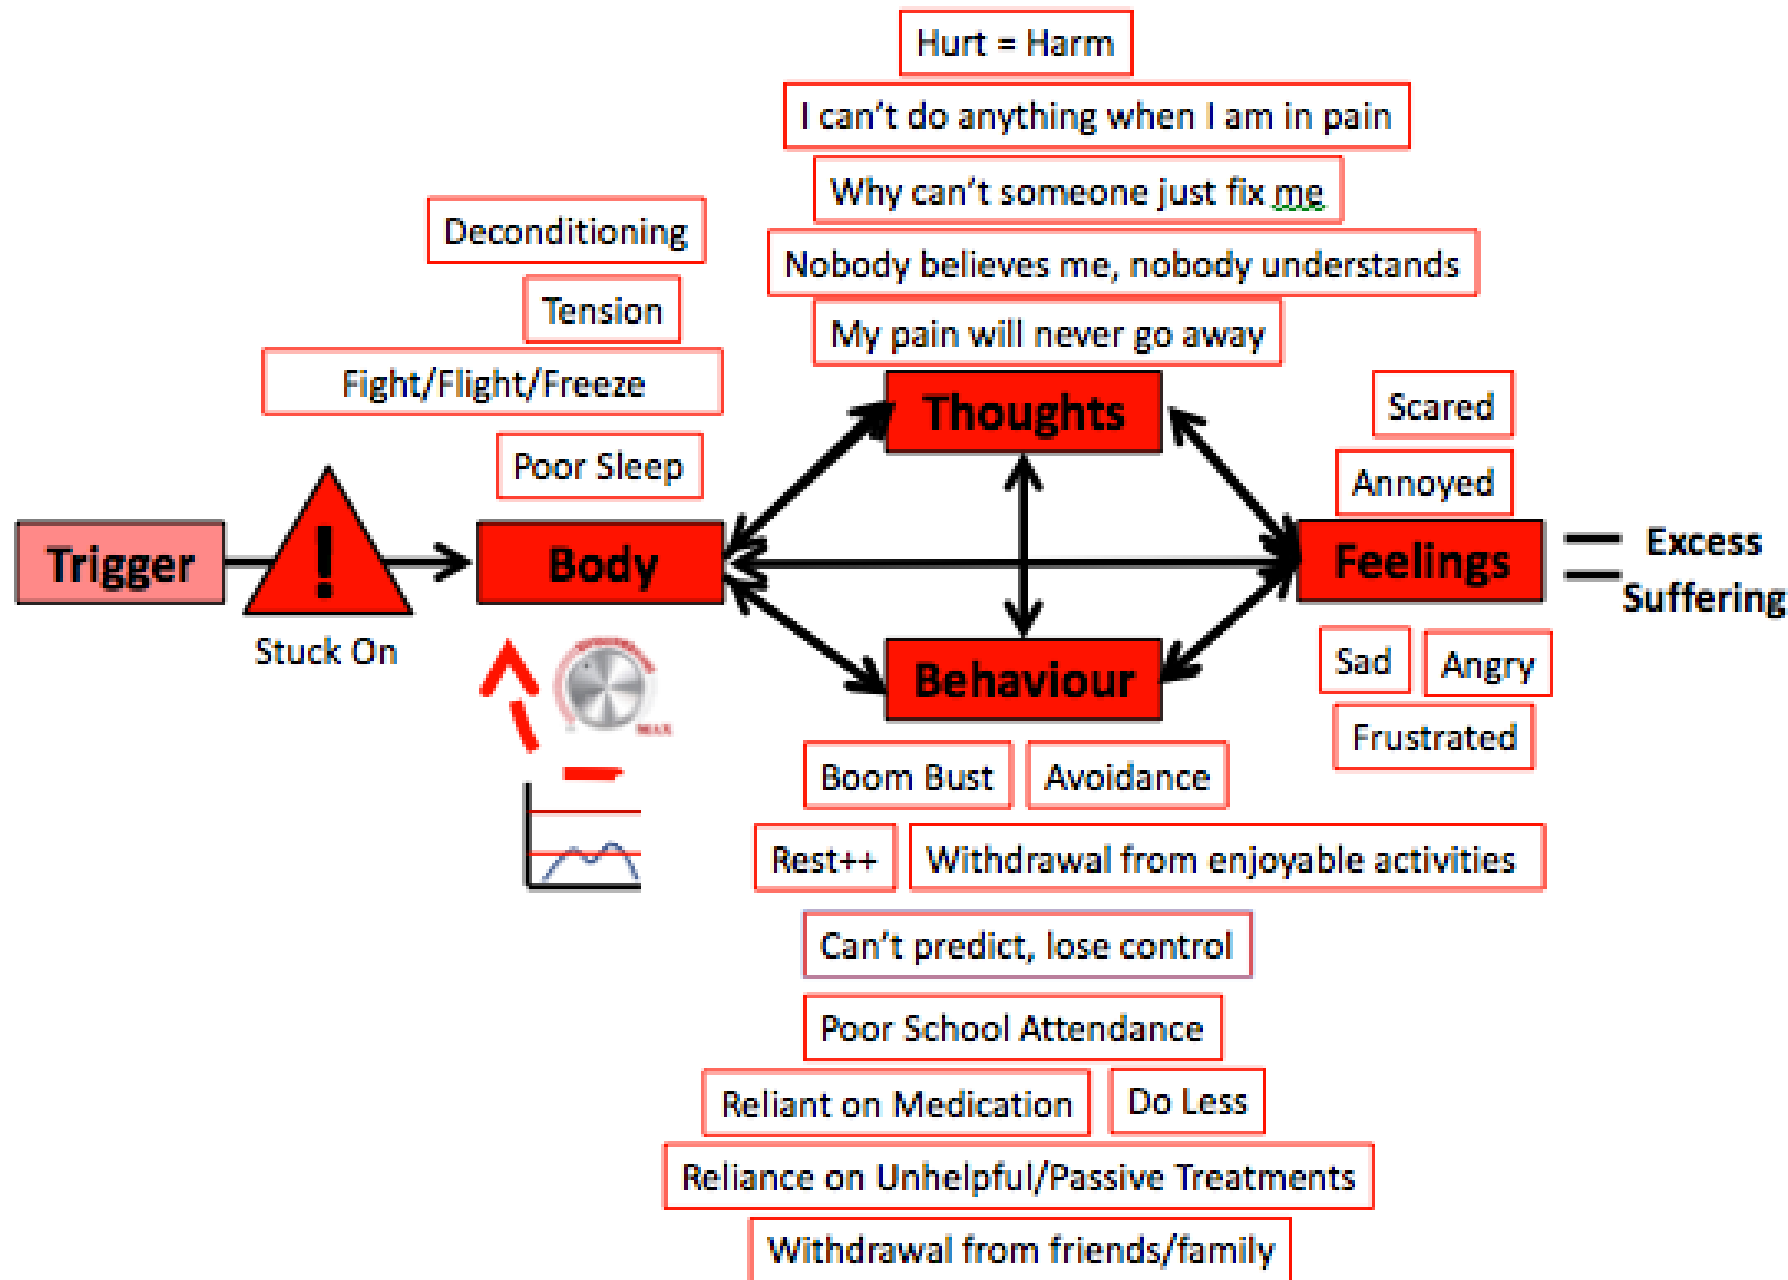 Hurt = Harm
I can't do anything when I am in pain
Why can't someone just fix me
Nobody believes me, nobody understands
My pain will never go away
Deconditioning
Tension
Fight/Flight/Freeze
Poor Sleep
Thoughts
Scared
Annoyed
Trigger
!
Stuck On
Body
Feelings
Excess
Suffering
MAX
Behaviour
Sad
Angry
Frustrated
Boom Bust
Avoidance
Rest++
Withdrawal from enjoyable activities
Can't predict, lose control
Poor School Attendance
Reliant on Medication
Do Less
Reliance on Unhelpful/Passive Treatments
Withdrawal from friends/family